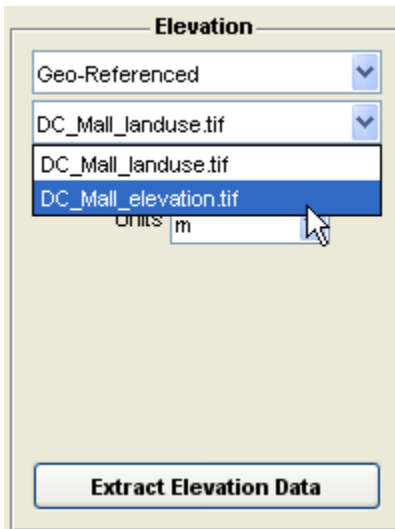 Elevation
Geo-Referenced
DC_Mall_landuse.tif
DC_Mall_landuse.tif
DC_Mall_elevation.tif
Units m
Extract Elevation Data